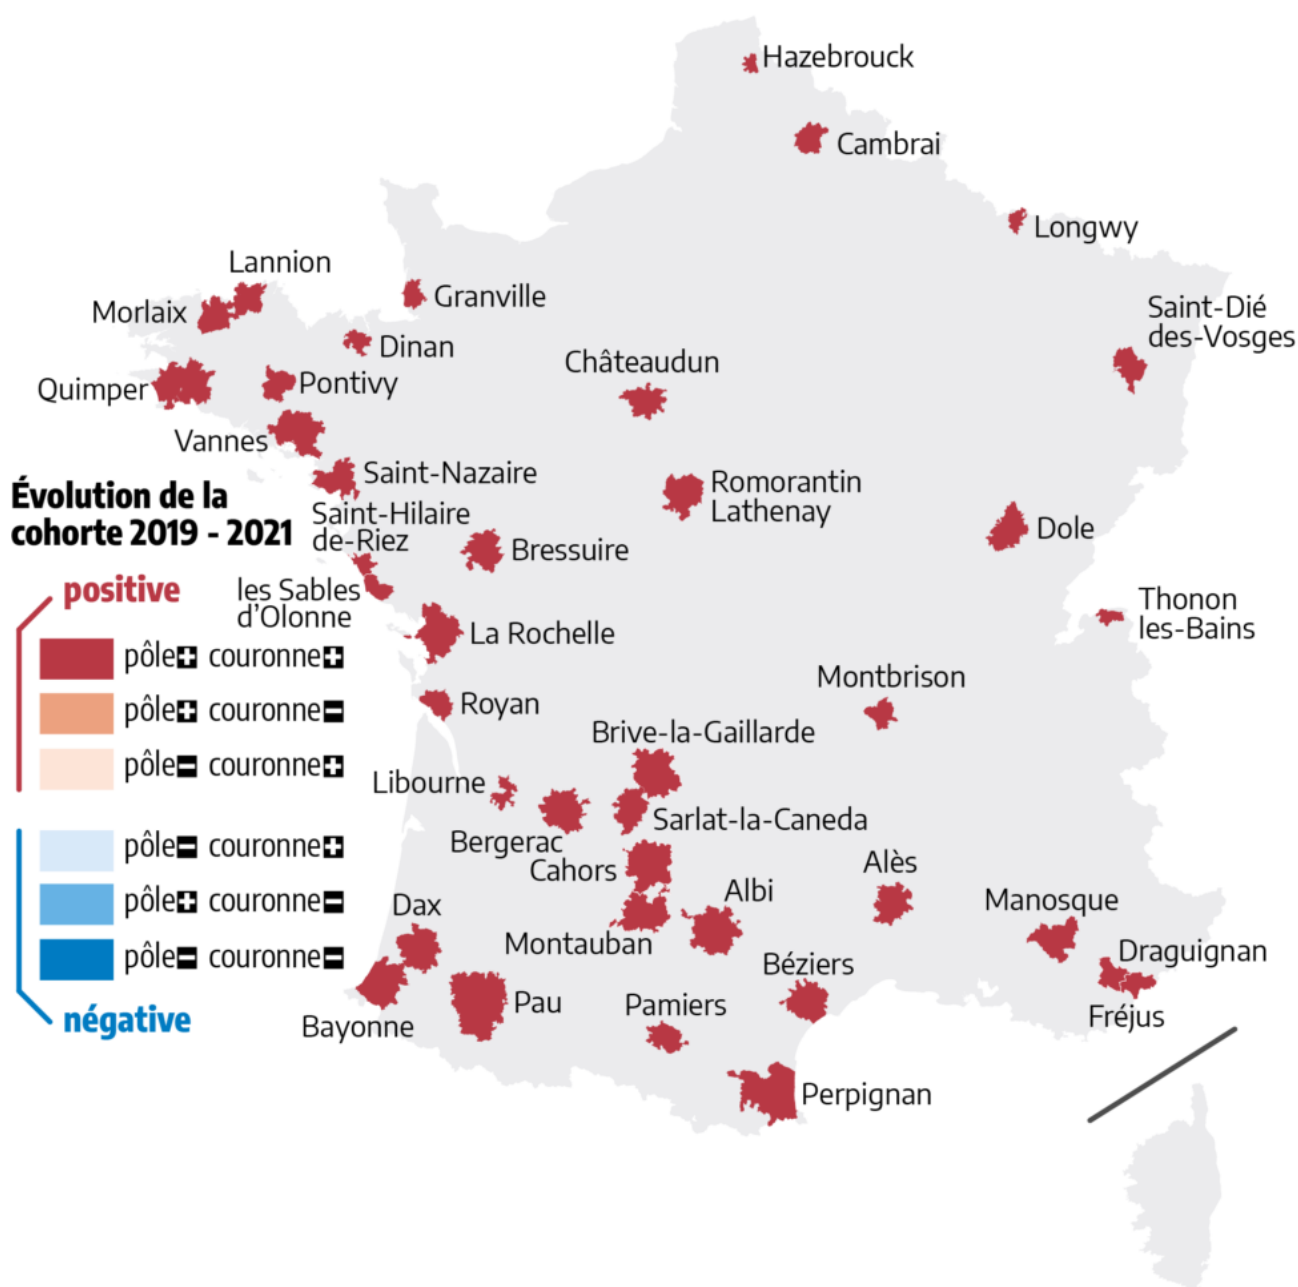 Hazebrouck
Cambrai
Longwy
Lannion
Morlaix
Granville
Saint-Dié
des-Vosges
Dinan
Châteaudun
Quimper
Pontivy
Vannes
Saint-Nazaire
Romorantin
Lathenay
Saint-Hilaire
de-Riez
Bressuire
Dole
les Sables
d'Olonne
Thonon
les-Bains
La Rochelle
Montbrison
Royan
Brive-la-Gaillarde
Libourne
Sarlat-la-Caneda
Bergerac
Cahors
Alès
Albi
Manosque
Dax
Montauban
Draguignan
Béziers
Pau
Pamiers
Fréjus
Bayonne
Perpignan
Évolution de la
cohorte 2019 - 2021
positive
pôle+ couronne+
pôle+ couronne-
pôle- couronne+
pôle- couronne+
pôle+ couronne-
pôle- couronne-
négative